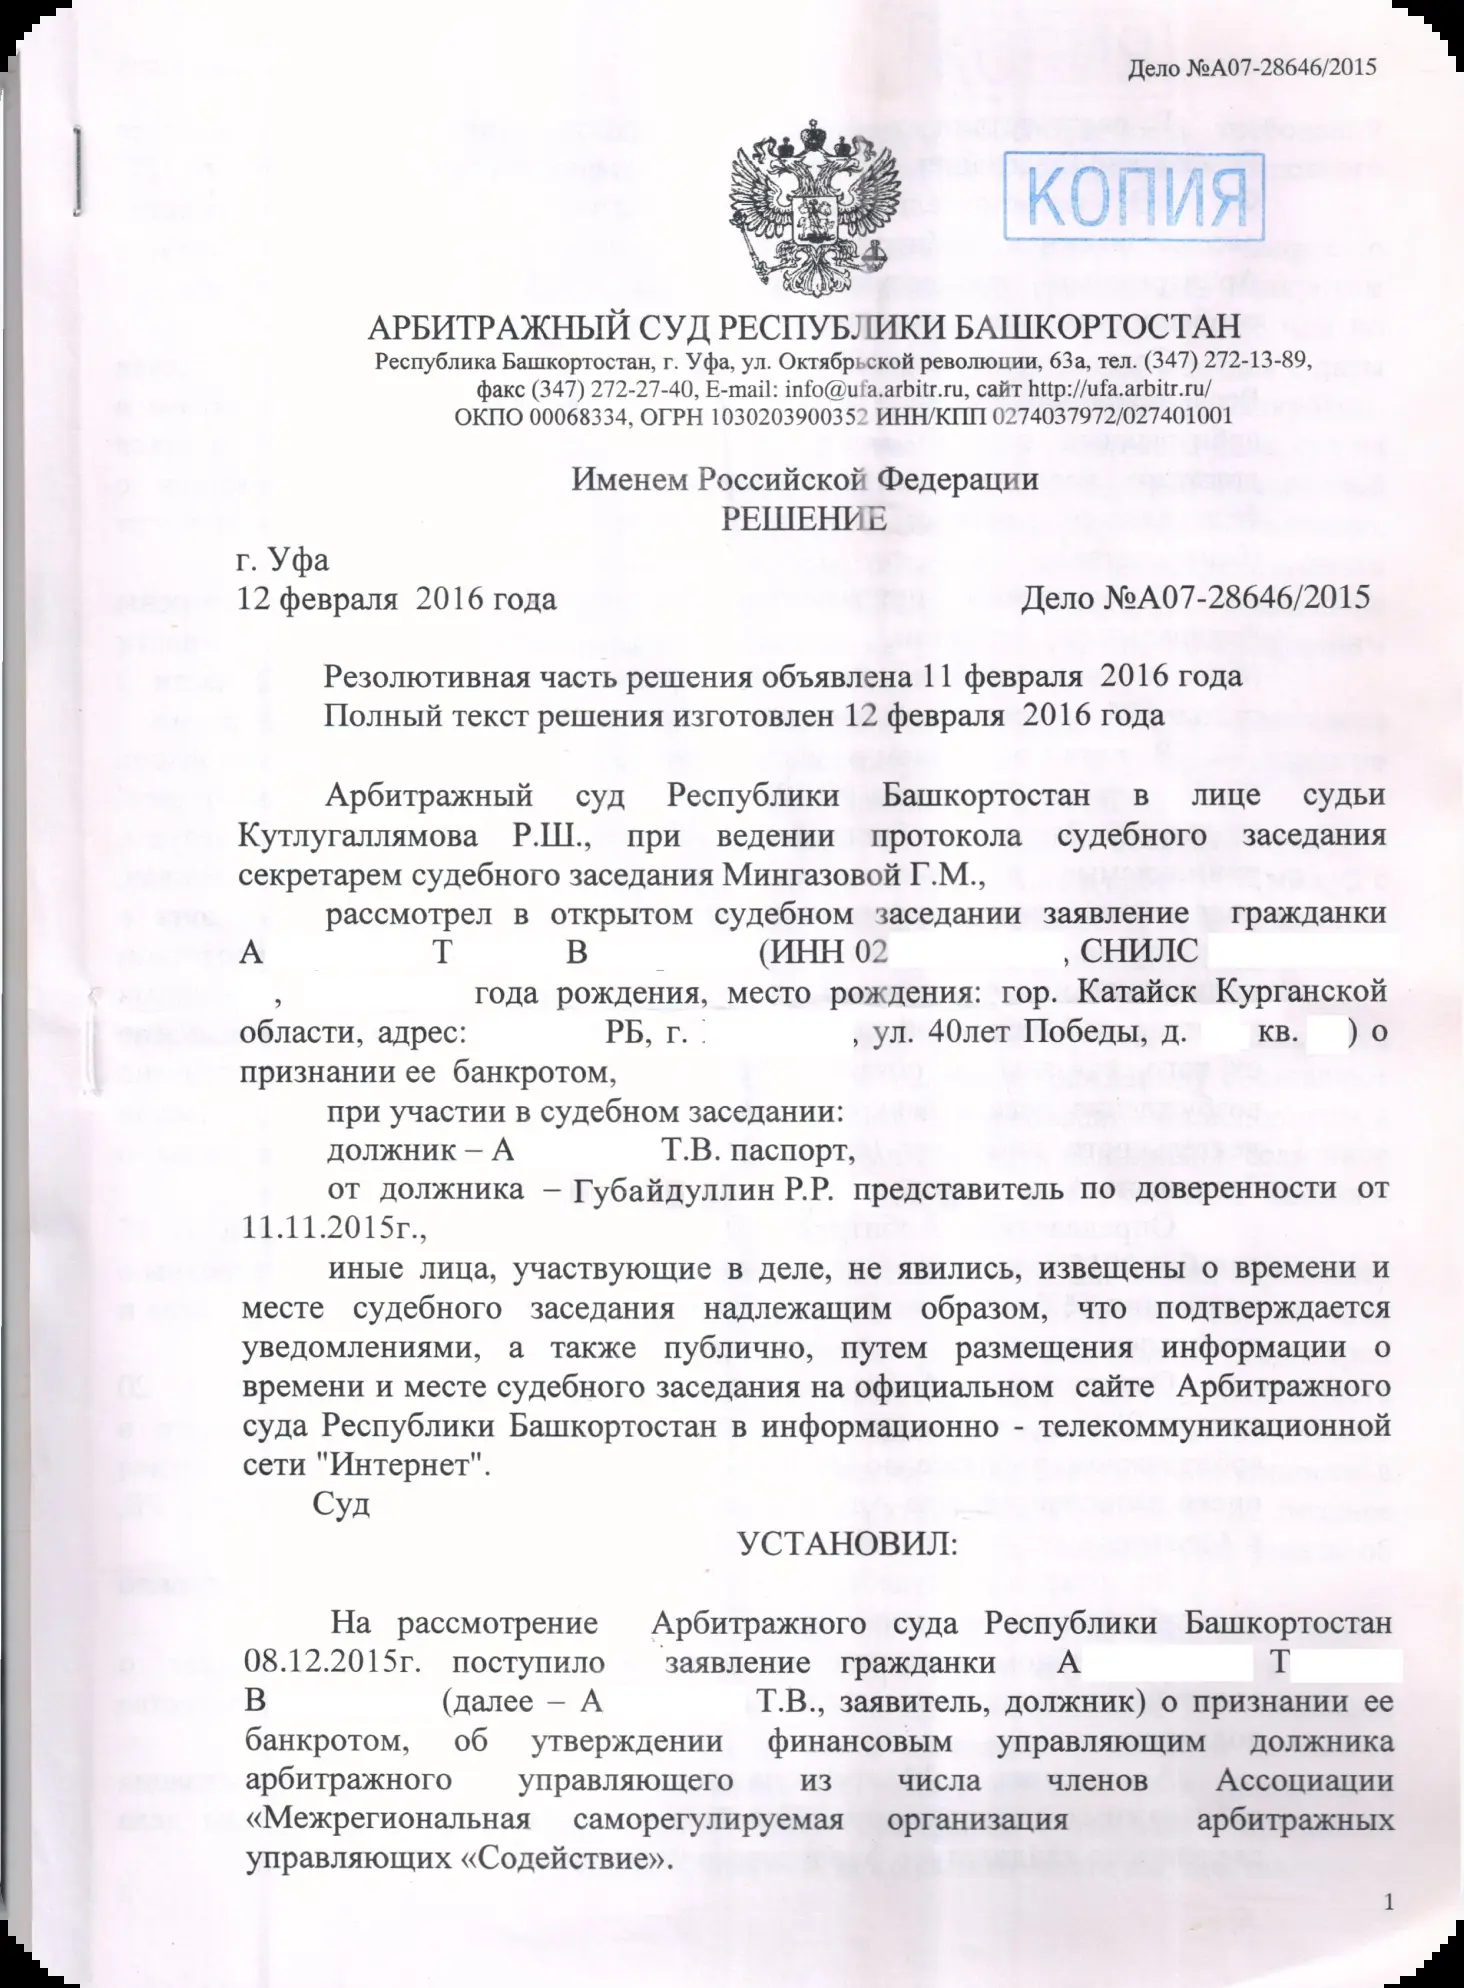 Дело №А07-28646/2015
КОПИЯ
АРБИТРАЖНЫЙ СУД РЕСПУБЛИКИ БАШКОРТОСТАН
Республика Башкортостан, г. Уфа, ул. Октябрьской революции, 63а, тел. (347) 272-13-89,
факс (347) 272-27-40, E-mail: info@ufa.arbitr.ru, сайт http://ufa.arbitr.ru/
ОКПО 00068334, ОГРН 1030203900352 ИНН/КПП 0274037972/027401001
Именем Российской Федерации
РЕШЕНИЕ
г. Уфа
12 февраля 2016 года Дело №А07-28646/2015
Резолютивная часть решения объявлена 11 февраля 2016 года
Полный текст решения изготовлен 12 февраля 2016 года
Арбитражный суд Республики Башкортостан в лице судьи
Кутлугаллямова Р.Ш., при ведении протокола судебного заседания
секретарем судебного заседания Мингазовой Г.М.,
рассмотрел в открытом судебном заседании заявление гражданки
А Т В (ИНН 02 , СНИЛС
, года рождения, место рождения: гор. Катайск Курганской
области, адрес: РБ, г. , ул. 40лет Победы, д. кв. ) о
признании ее банкротом,
при участии в судебном заседании:
должник – А Т.В. паспорт,
от должника – Губайдуллин Р.Р. представитель по доверенности от
11.11.2015г.,
иные лица, участвующие в деле, не явились, извещены о времени и
месте судебного заседания надлежащим образом, что подтверждается
уведомлениями, а также публично, путем размещения информации о
времени и месте судебного заседания на официальном сайте Арбитражного
суда Республики Башкортостан в информационно - телекоммуникационной
сети "Интернет".
Суд
УСТАНОВИЛ:
На рассмотрение Арбитражного суда Республики Башкортостан
08.12.2015г. поступило заявление гражданки А Т
В (далее – А Т.В., заявитель, должник) о признании ее
банкротом, об утверждении финансовым управляющим должника
арбитражного управляющего из числа членов Ассоциации
«Межрегиональная саморегулируемая организация арбитражных
управляющих «Содействие».
1